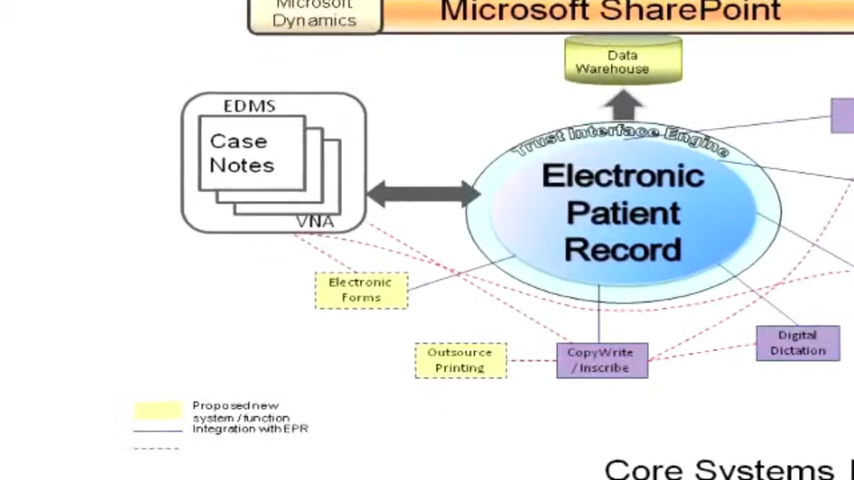 Microsoft
Dynamics
Microsoft SharePoint
Data
Warehouse
EDMS
Case
Notes
VNA
Trust Interface Engine
Electronic
Patient
Record
Electronic
Forms
Outsource
Printing
CopyWrite
/Inscribe
Digital
Dictation
Proposed new
system/function
Integration with EPR
Core Systems